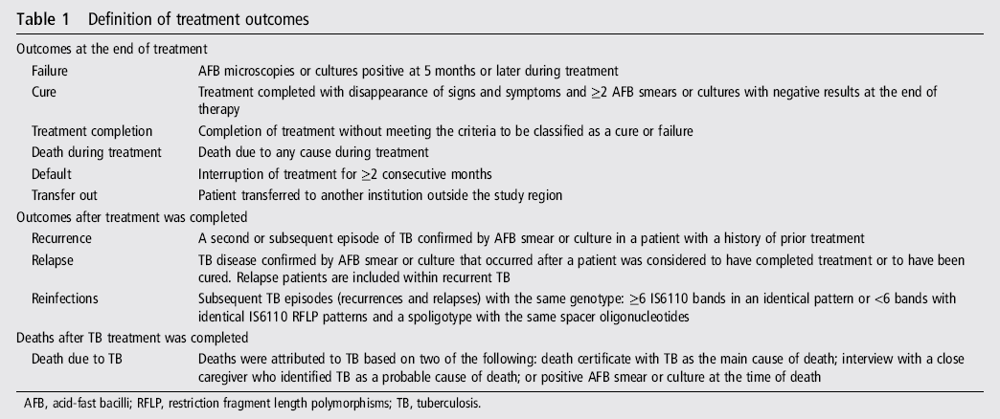 Table 1 Definition of treatment outcomes
Outcomes at the end of treatment
Failure AFB microscopies or cultures positive at 5 months or later during treatment
Cure Treatment completed with disappearance of signs and symptoms and ≥2 AFB smears or cultures with negative results at the end of
therapy
Treatment completion Completion of treatment without meeting the criteria to be classified as a cure or failure
Death during treatment Death due to any cause during treatment
Default Interruption of treatment for ≥2 consecutive months
Transfer out Patient transferred to another institution outside the study region
Outcomes after treatment was completed
Recurrence A second or subsequent episode of TB confirmed by AFB smear or culture in a patient with a history of prior treatment
Relapse TB disease confirmed by AFB smear or culture that occurred after a patient was considered to have completed treatment or to have been
cured. Relapse patients are included within recurrent TB
Reinfections Subsequent TB episodes (recurrences and relapses) with the same genotype: ≥6 IS6110 bands in an identical pattern or <6 bands with
identical IS6110 RFLP patterns and a spoligotype with the same spacer oligonucleotides
Deaths after TB treatment was completed
Death due to TB Deaths were attributed to TB based on two of the following: death certificate with TB as the main cause of death; interview with a close
caregiver who identified TB as a probable cause of death; or positive AFB smear or culture at the time of death
AFB, acid-fast bacilli; RFLP, restriction fragment length polymorphisms; TB, tuberculosis.